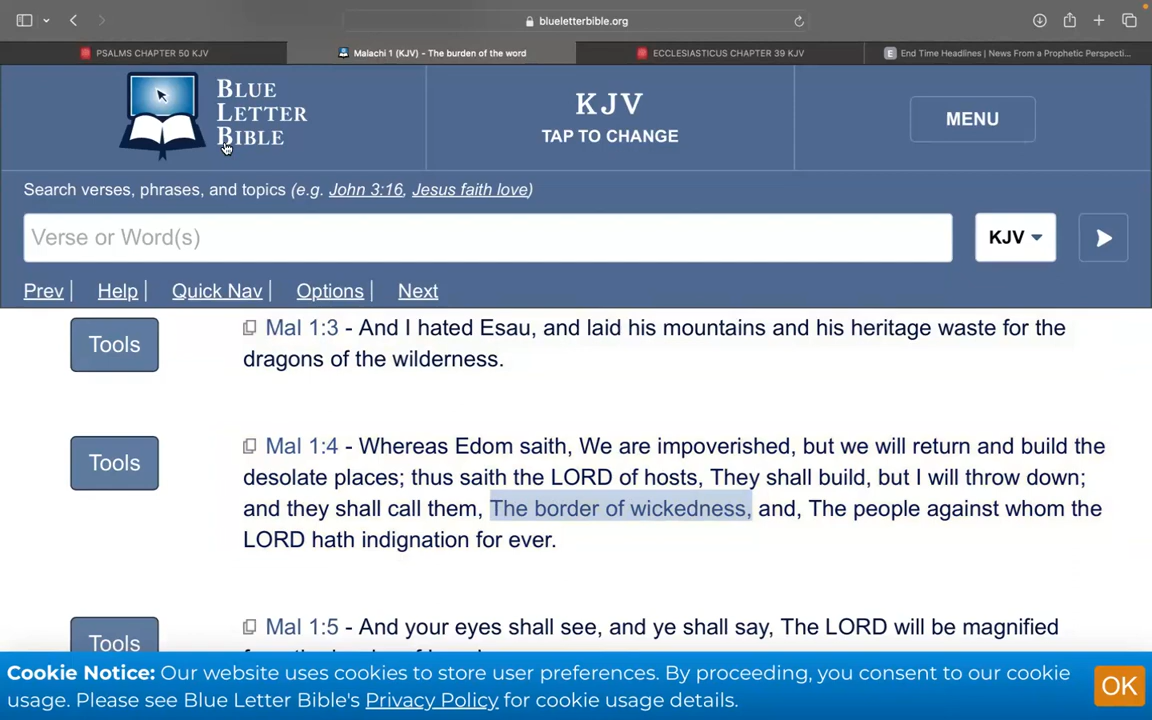 blueletterbible.org
PSALMS CHAPTER 50 KJV
Malachi 1 (KJV) - The burden of the word
ECCLESIASTICUS CHAPTER 39 KJV
E End Time Headlines | News From a Prophetic Perspecti...
BLUE
LETTER
BIBLE
KJV
TAP TO CHANGE
MENU
Search verses, phrases, and topics (e.g. John 3:16, Jesus faith love)
Verse or Word(s)
KJV
Prev | Help | Quick Nav | Options | Next
Tools
Mal 1:3 - And I hated Esau, and laid his mountains and his heritage waste for the
dragons of the wilderness.
Tools
Mal 1:4 - Whereas Edom saith, We are impoverished, but we will return and build the
desolate places; thus saith the LORD of hosts, They shall build, but I will throw down;
and they shall call them, The border of wickedness, and, The people against whom the
LORD hath indignation for ever.
Tools
Mal 1:5 - And your eyes shall see, and ye shall say, The LORD will be magnified
Cookie Notice: Our website uses cookies to store user preferences. By proceeding, you consent to our cookie
usage. Please see Blue Letter Bible's Privacy Policy for cookie usage details.
OK